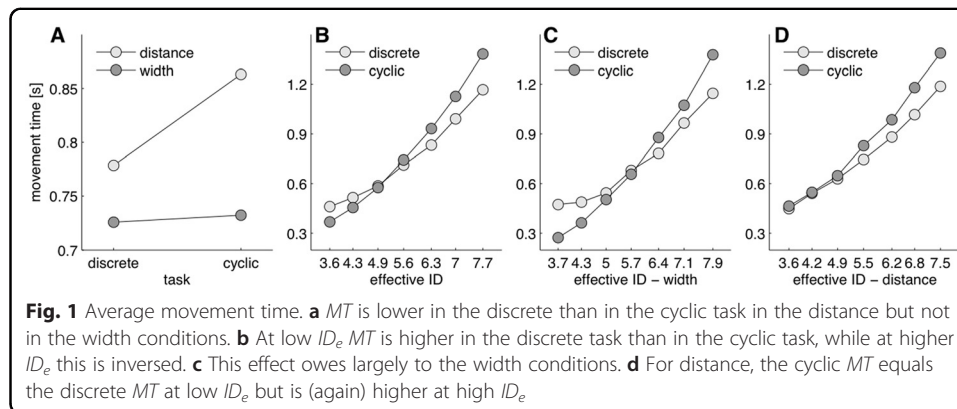 A
distance
width
movement time [s]
0.85
0.8
0.75
0.7
discrete
cyclic
task
B
discrete
cyclic
1.2
0.9
0.6
0.3
3.6 4.3 4.9 5.6 6.3 7 7.7
effective ID
C
discrete
cyclic
1.2
0.9
0.6
0.3
3.7 4.3 5 5.7 6.4 7.1 7.9
effective ID – width
D
discrete
cyclic
1.2
0.9
0.6
0.3
3.6 4.2 4.9 5.5 6.2 6.8 7.5
effective ID – distance
Fig. 1 Average movement time. a MT is lower in the discrete than in the cyclic task in the distance but not
in the width conditions. b At low IDe MT is higher in the discrete task than in the cyclic task, while at higher
IDe this is inversed. c This effect owes largely to the width conditions. d For distance, the cyclic MT equals
the discrete MT at low IDe but is (again) higher at high IDe